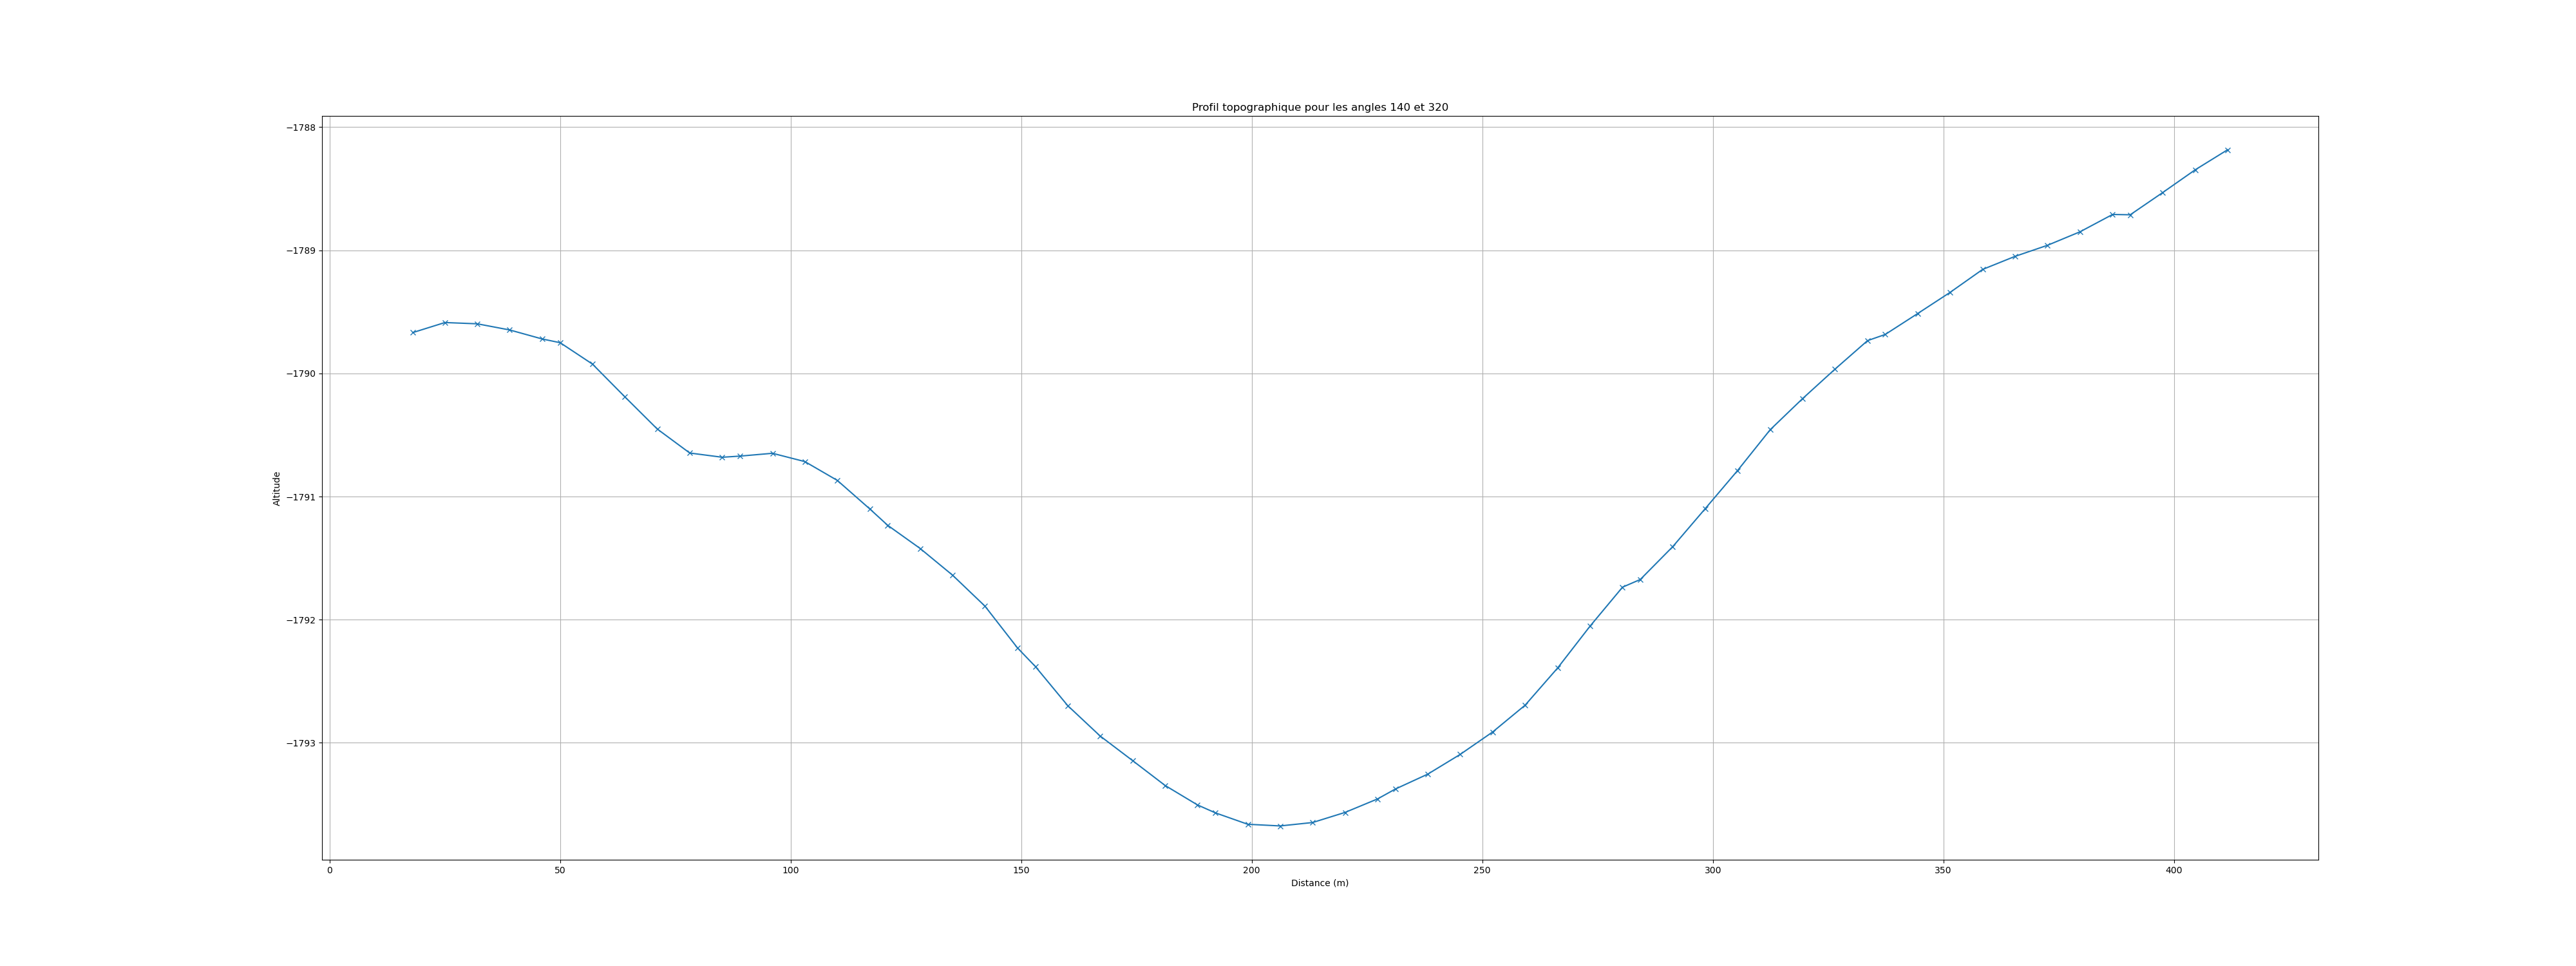 Profil topographique pour les angles 140 et 320
−1788
−1789
−1790
−1791
−1792
−1793
Altitude
0 50 100 150 200 250 300 350 400
Distance (m)